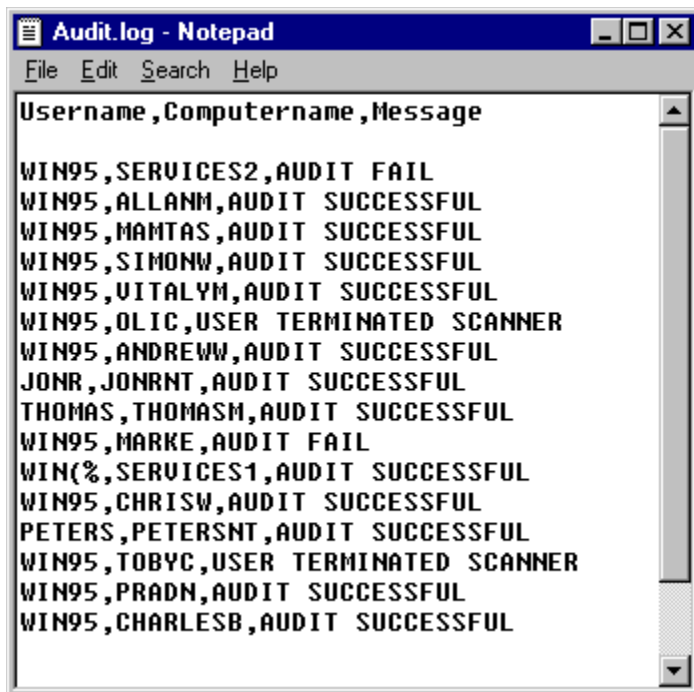 Audit.log - Notepad
File Edit Search Help
Username,Computername,Message
WIN95,SERVICES2,AUDIT FAIL
WIN95,ALLANM,AUDIT SUCCESSFUL
WIN95,MAMTAS,AUDIT SUCCESSFUL
WIN95,SIMONW,AUDIT SUCCESSFUL
WIN95,VITALYM,AUDIT SUCCESSFUL
WIN95,OLIC,USER TERMINATED SCANNER
WIN95,ANDREWW,AUDIT SUCCESSFUL
JONR,JONRNT,AUDIT SUCCESSFUL
THOMAS,THOMASM,AUDIT SUCCESSFUL
WIN95,MARKE,AUDIT FAIL
WIN(%,SERVICES1,AUDIT SUCCESSFUL
WIN95,CHRISW,AUDIT SUCCESSFUL
PETERS,PETERSNT,AUDIT SUCCESSFUL
WIN95,TOBYC,USER TERMINATED SCANNER
WIN95,PRADN,AUDIT SUCCESSFUL
WIN95,CHARLESB,AUDIT SUCCESSFUL